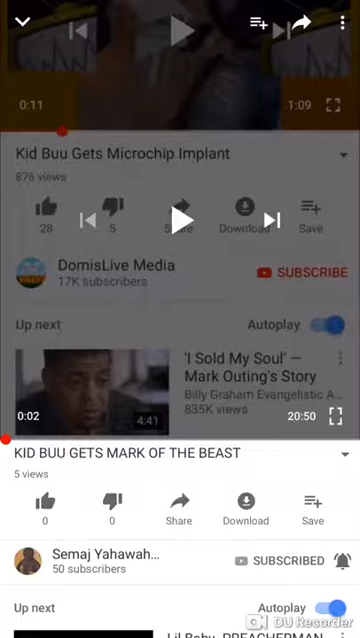 0:11
1:09
Kid Buu Gets Microchip Implant
876 views
28
5
Share
Download
Save
DomisLive Media
17K subscribers
SUBSCRIBE
Up next
Autoplay
'I Sold My Soul' —
Mark Outing's Story
Billy Graham Evangelistic A...
835K views
4:41
0:02
20:50
KID BUU GETS MARK OF THE BEAST
5 views
0
0
Share
Download
Save
Semaj Yahawah...
50 subscribers
SUBSCRIBED
Up next
Autoplay
DU Recorder
Lil Baby, PREACHERMAN